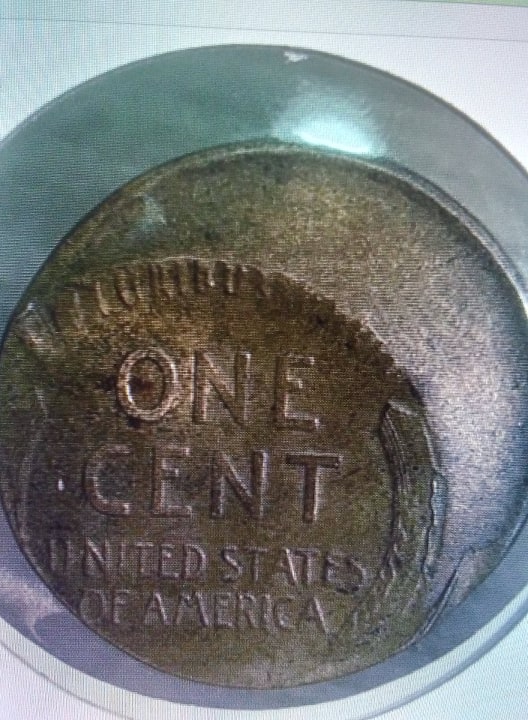 ONE
CENT
UNITED STATES
OF AMERICA